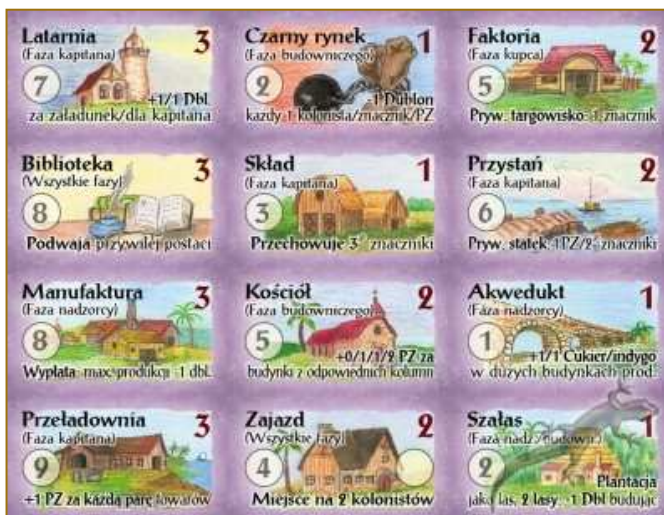 Latarnia 3
(Faza kapitana)
7
+1/1 Dbl.
za załadunek/dla kapitana
Czarny rynek 1
(Faza budowniczego)
2
-1 Dublon
każdy 1 kolonista/znacznik/PZ
Faktoria 2
(Faza kupca)
5
Pryw. targowisko: 1 znacznik
Biblioteka 3
(Wszystkie fazy)
8
Podwaja przywilej postaci
Skład 1
(Faza kapitana)
3
Przechowuje 3 znaczniki
Przystań 2
(Faza kapitana)
6
Pryw. statek: 1PZ/2 znaczniki
Manufaktura 3
(Faza nadzorcy)
8
Wypłata: max. produkcji -1 dbl.
Kościół 2
(Faza budowniczego)
5
+0/1/1/2 PZ za
budynki z odpowiednich kolumn
Akwedukt 1
(Faza nadzorcy)
1
+1/1 Cukier/indygo
w dużych budynkach prod.
Przeładownia 3
(Faza kapitana)
9
+1 PZ za każdą parę towarów
Zajazd 2
(Wszystkie fazy)
4
Miejsce na 2 kolonistów
Szałas 1
(Faza nadz./budown.)
2
Plantacja
jako las, 2 lasy: -1 Dbl budując